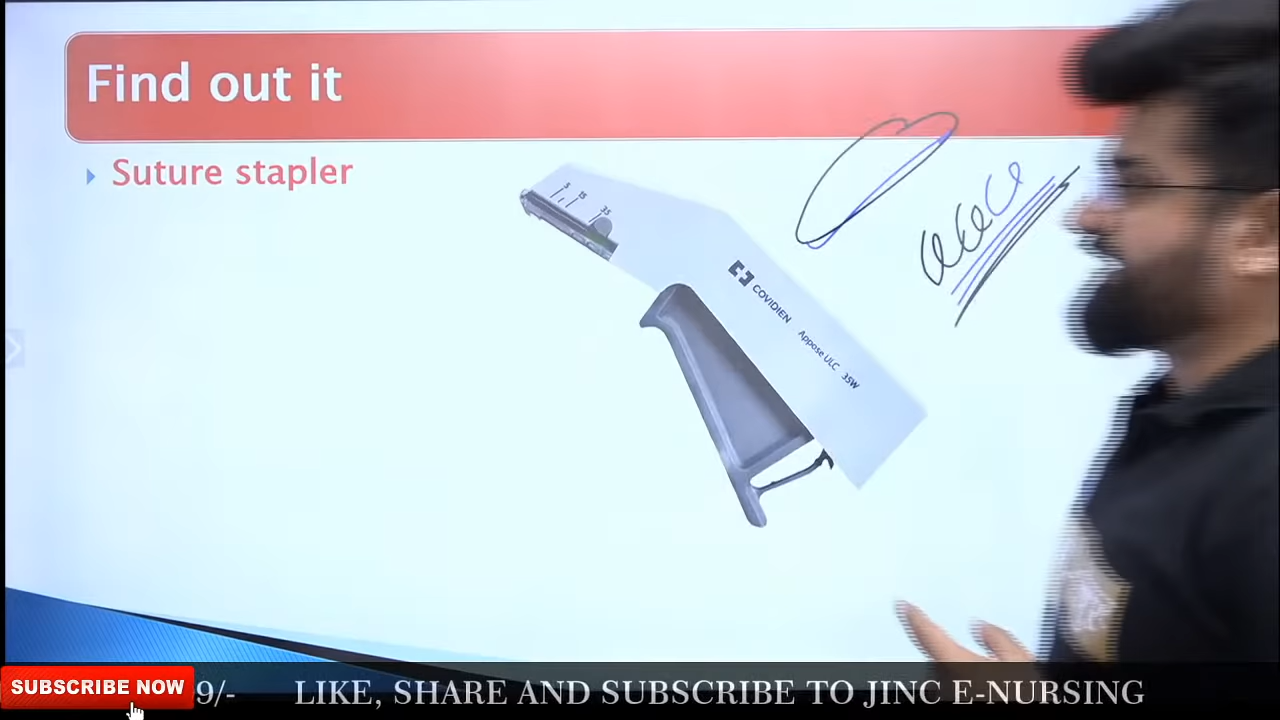 Find out it
Suture stapler
5
15
35
COVIDIEN
Appose ULC 35W
SUBSCRIBE NOW
9/-
LIKE, SHARE AND SUBSCRIBE TO JINC E-NURSING